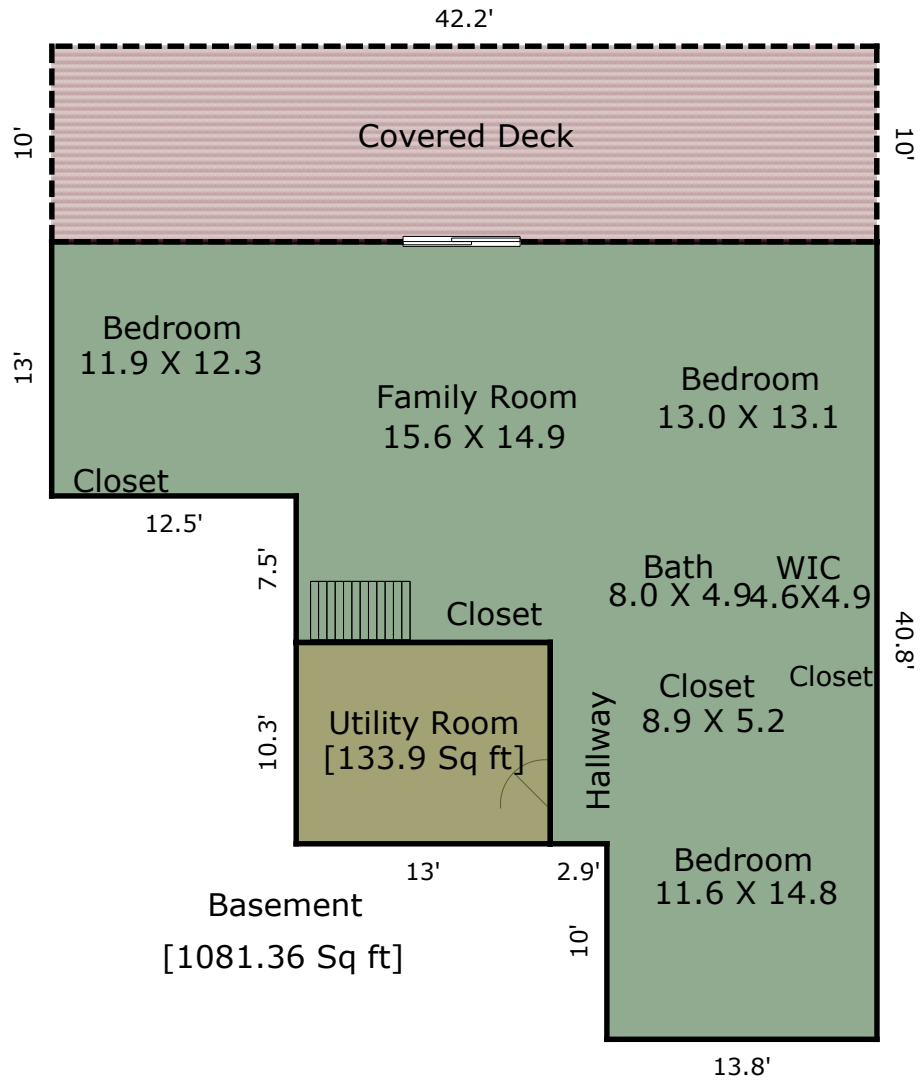 42.2'
10'
Covered Deck
10'
Bedroom
11.9 X 12.3
13'
Family Room
15.6 X 14.9
Bedroom
13.0 X 13.1
Closet
12.5'
7.5'
Bath
8.0 X 4.9
WIC
4.6X4.9
Closet
40.8'
Closet
8.9 X 5.2
Closet
Utility Room
[133.9 Sq ft]
10.3'
Hallway
13'
2.9'
Bedroom
11.6 X 14.8
Basement
[1081.36 Sq ft]
10'
13.8'